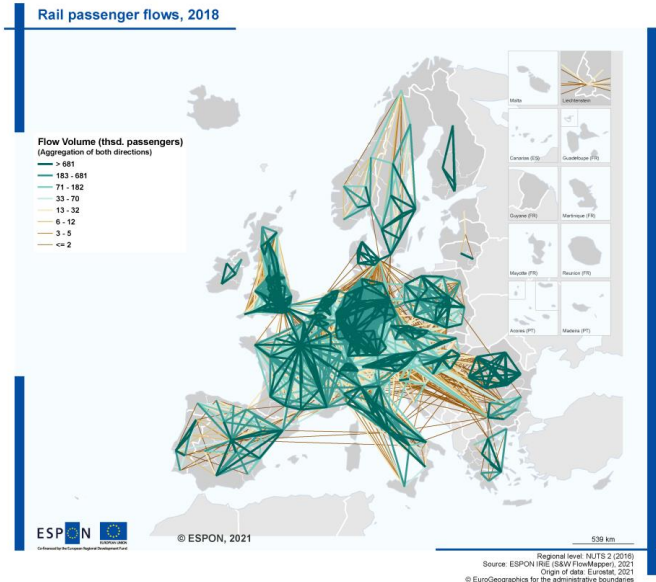 Rail passenger flows, 2018
Malta
Liechtenstein
Flow Volume (thsd. passengers)
(Aggregation of both directions)
> 681
183 - 681
71 - 182
33 - 70
13 - 32
6 - 12
3 - 5
<= 2
Canarias (ES)
Guadeloupe (FR)
Guyane (FR)
Martinique (FR)
Mayotte (FR)
Reunion (FR)
Acores (PT)
Madeira (PT)
ESPON
EUROPEAN UNION
Co-financed by the European Regional Development Fund
© ESPON, 2021
539 km
Regional level: NUTS 2 (2016)
Source: ESPON IRiE (S&W FlowMapper), 2021
Origin of data: Eurostat, 2021
© EuroGeographics for the administrative boundaries